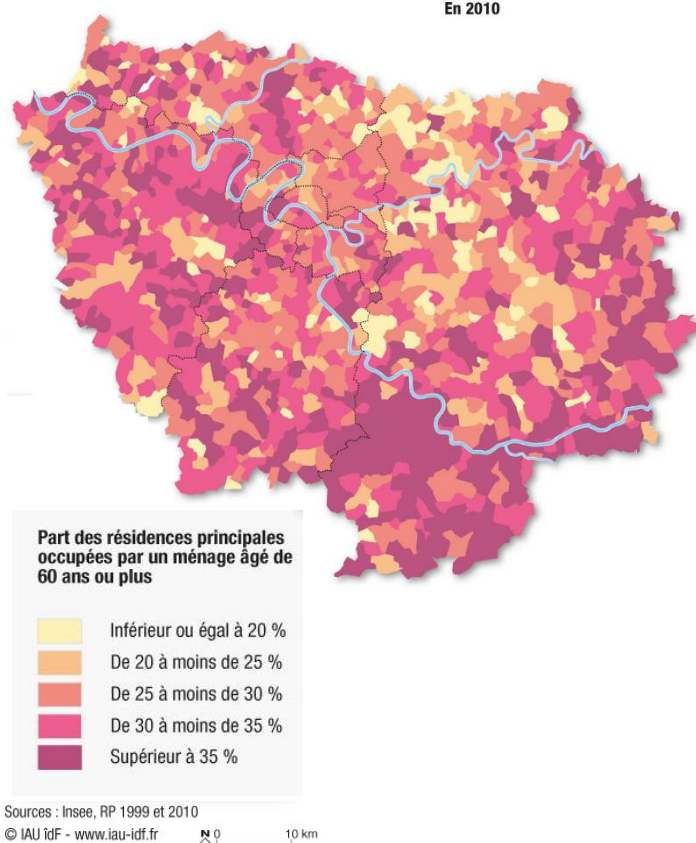 En 2010
Part des résidences principales
occupées par un ménage âgé de
60 ans ou plus
Inférieur ou égal à 20 %
De 20 à moins de 25 %
De 25 à moins de 30 %
De 30 à moins de 35 %
Supérieur à 35 %
Sources : Insee, RP 1999 et 2010
© IAU îdF - www.iau-idf.fr N 0 10 km